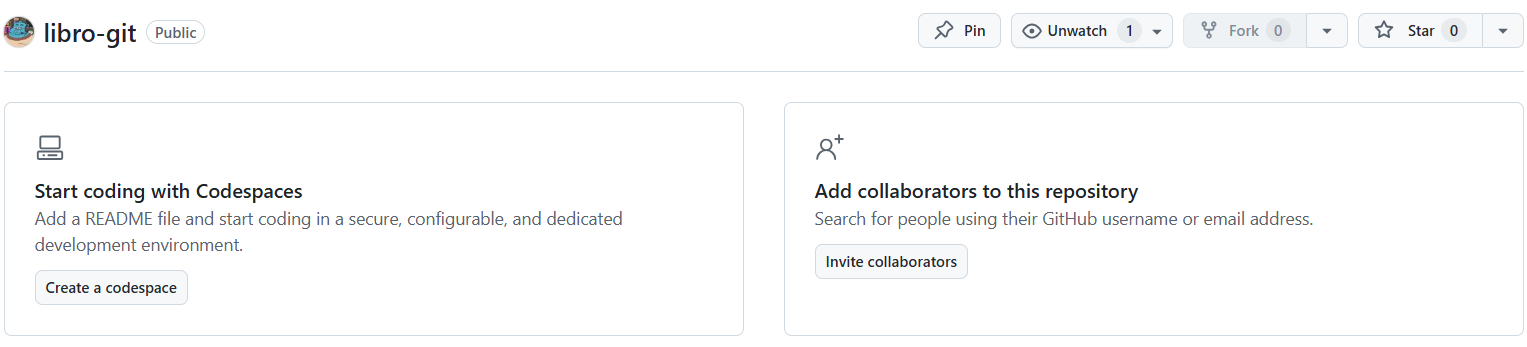 libro-git Public Pin Unwatch 1 Fork 0 Star 0
Start coding with Codespaces
Add a README file and start coding in a secure, configurable, and dedicated
development environment.
Create a codespace
Add collaborators to this repository
Search for people using their GitHub username or email address.
Invite collaborators